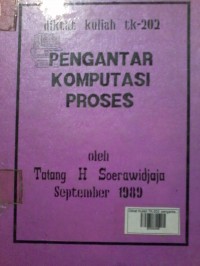 diktat kuliah tk-202
PENGANTAR
KOMPUTASI
PROSES
oleh
Tatang H Soerawidjaja
September 1989